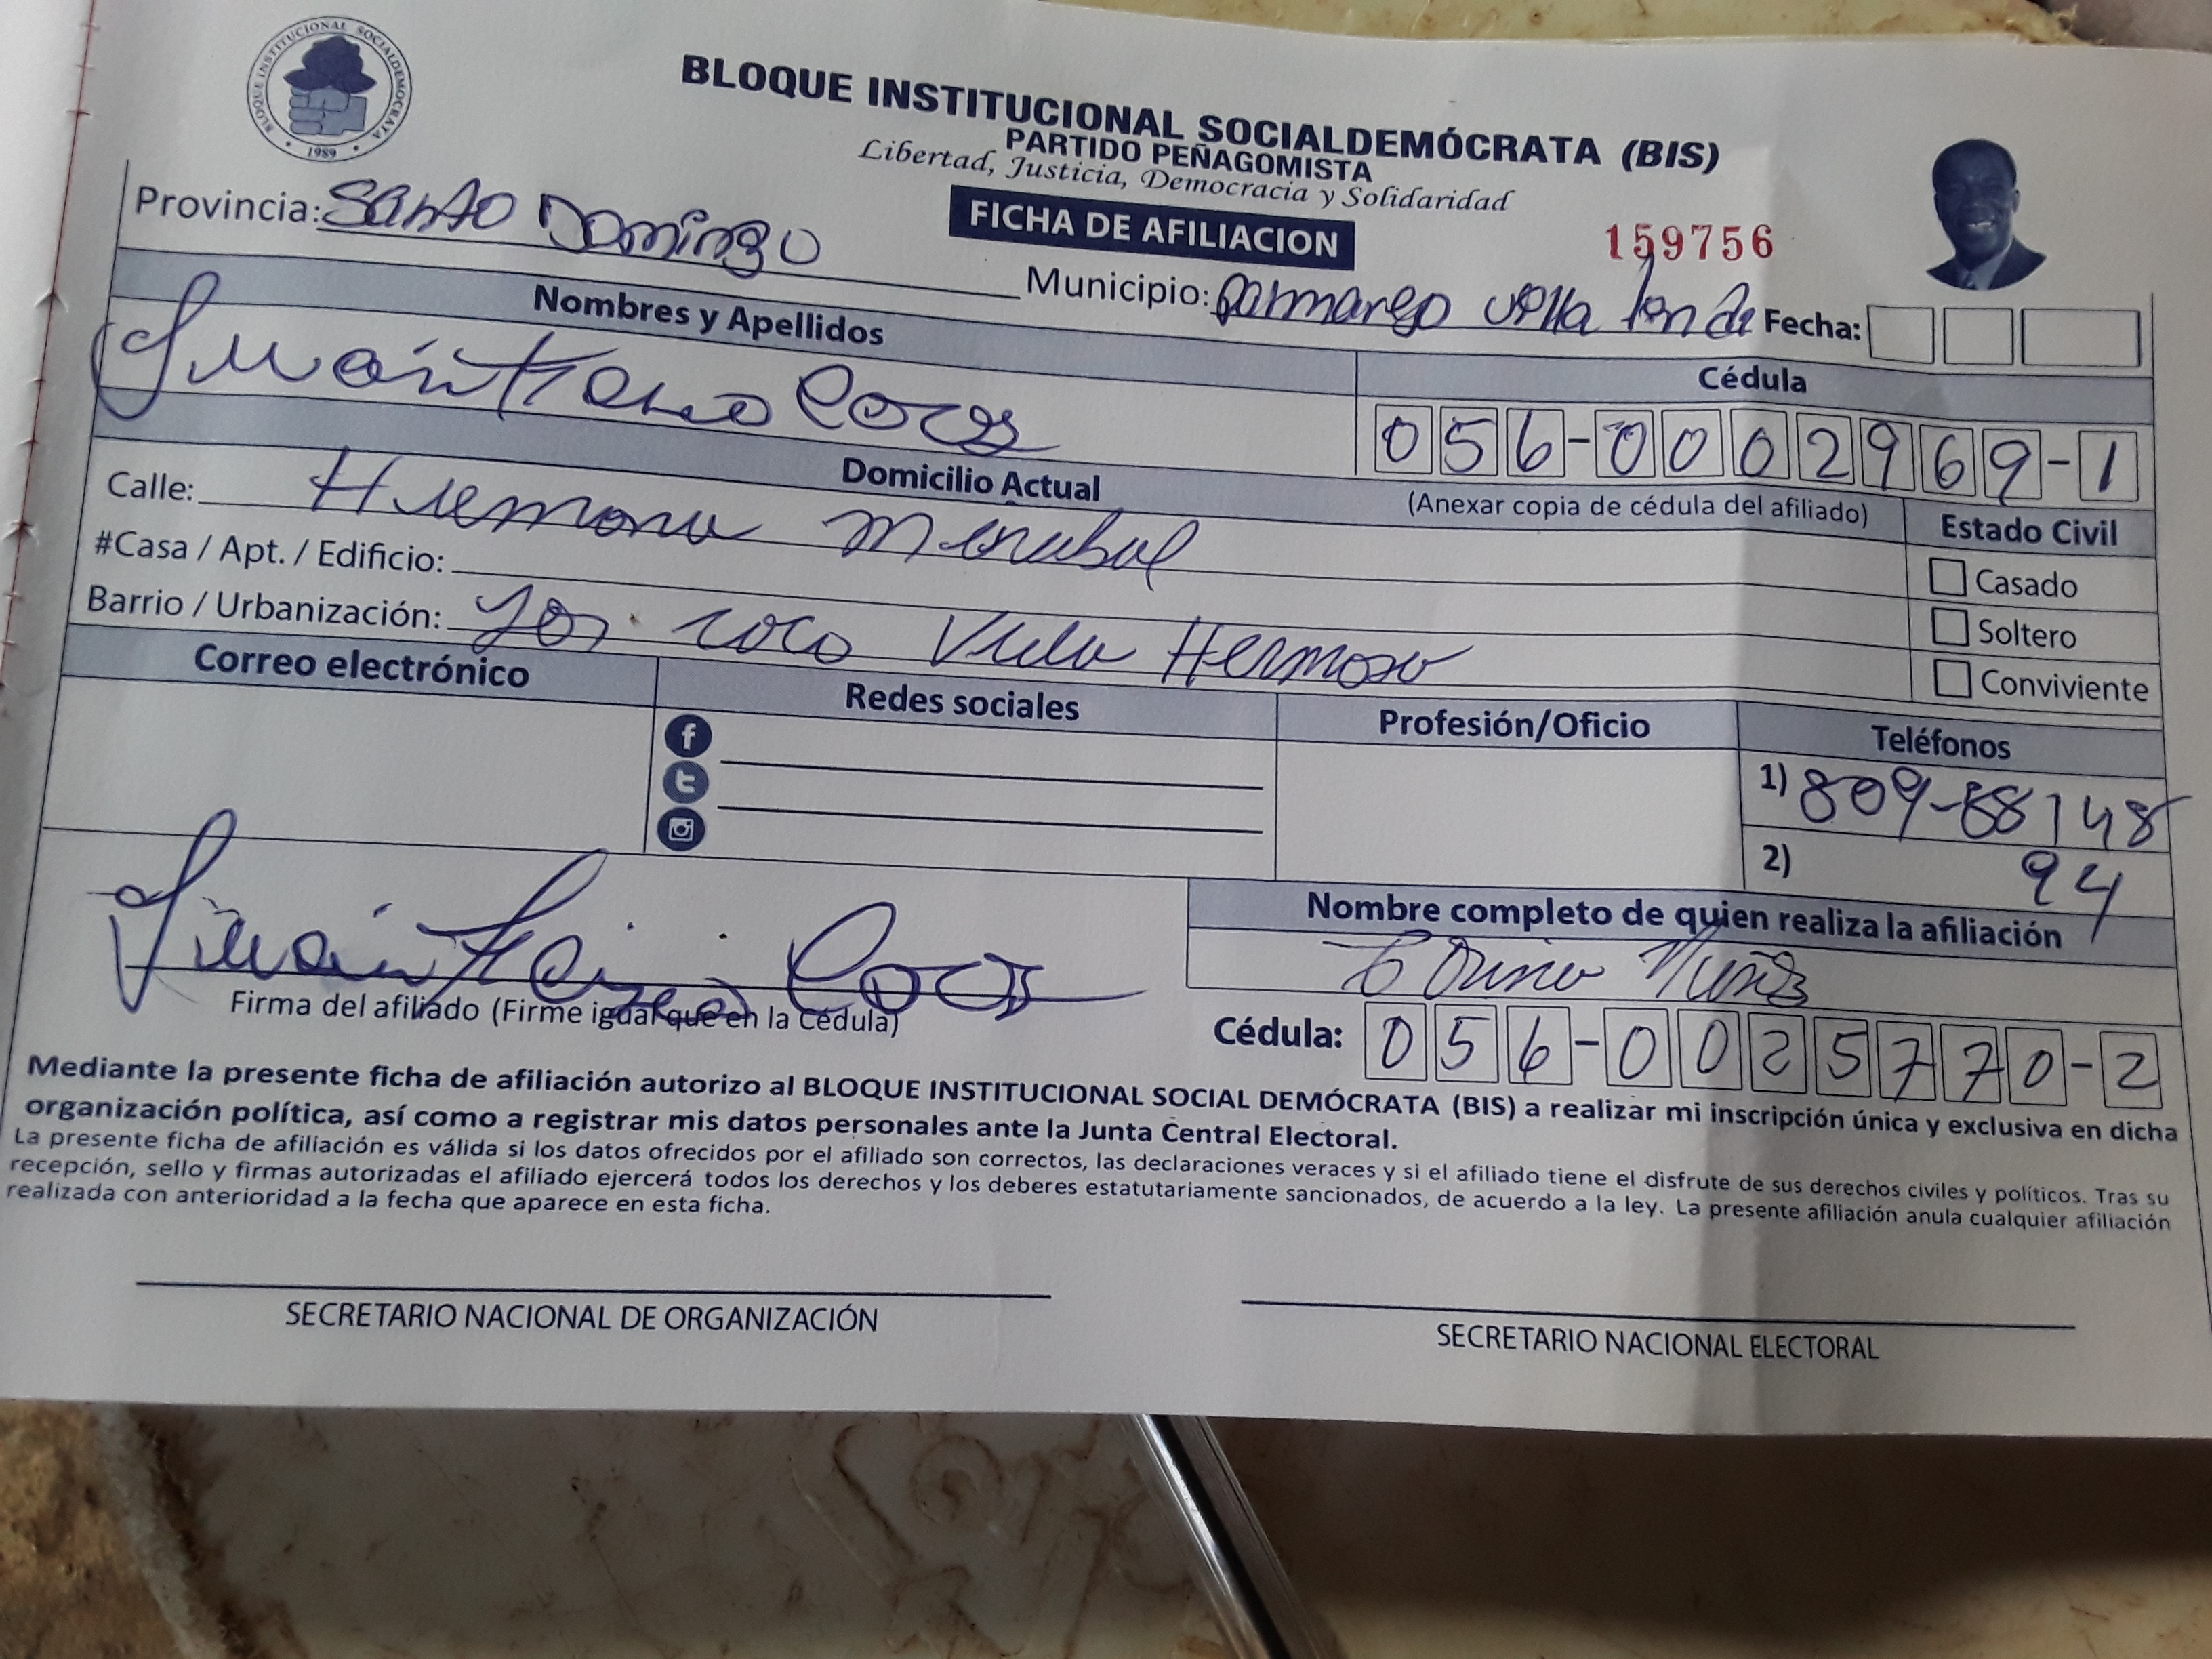 BLOQUE INSTITUCIONAL SOCIALDEMOCRATA
1989
BLOQUE INSTITUCIONAL SOCIALDEMÓCRATA (BIS)
PARTIDO PEÑAGOMISTA
Libertad, Justicia, Democracia y Solidaridad
FICHA DE AFILIACION
159756
Provincia: Santo Domingo
Municipio: Fecha:
Nombres y Apellidos
Cocos
Cédula
056-0002969-1
(Anexar copia de cédula del afiliado)
Domicilio Actual
Calle:
#Casa / Apt. / Edificio:
Barrio / Urbanización: Los coco Villa Hermosa
Estado Civil
Casado
Soltero
Conviviente
Correo electrónico
Redes sociales
Profesión/Oficio
Teléfonos
1) 809-88148
2) 94
Nombre completo de quien realiza la afiliación
Cédula: 056-0025770-2
Firma del afiliado (Firme igual que en la Cédula)
Mediante la presente ficha de afiliación autorizo al BLOQUE INSTITUCIONAL SOCIAL DEMÓCRATA (BIS) a realizar mi inscripción única y exclusiva en dicha
organización política, así como a registrar mis datos personales ante la Junta Central Electoral.
La presente ficha de afiliación es válida si los datos ofrecidos por el afiliado son correctos, las declaraciones veraces y si el afiliado tiene el disfrute de sus derechos civiles y políticos. Tras su
recepción, sello y firmas autorizadas el afiliado ejercerá todos los derechos y los deberes estatutariamente sancionados, de acuerdo a la ley. La presente afiliación anula cualquier afiliación
realizada con anterioridad a la fecha que aparece en esta ficha.
SECRETARIO NACIONAL DE ORGANIZACIÓN
SECRETARIO NACIONAL ELECTORAL